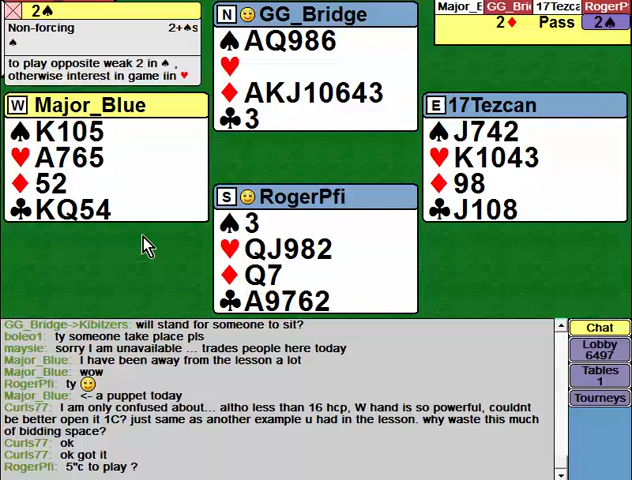 2♠
Non-forcing 2+♠s
♠
to play opposite weak 2 in ♠ ,
otherwise interest in game iin ♥
N GG_Bridge
♠ AQ986
♥
♦ AKJ10643
♣ 3
Major_E GG_Bri 17Tezca RogerPf
2♦ Pass 2♠
W Major_Blue
♠ K105
♥ A765
♦ 52
♣ KQ54
E 17Tezcan
♠ J742
♥ K1043
♦ 98
♣ J108
S RogerPfi
♠ 3
♥ QJ982
♦ Q7
♣ A9762
GG_Bridge->Kibitzers: will stand for someone to sit?
boleo1: ty someone take place pls
maysie: sorry I am unavailable ... trades people here today
Major_Blue: I have been away from the lesson a lot
Major_Blue: wow
RogerPfi: ty
Major_Blue: <- a puppet today
Curls77: I am only confused about... altho less than 16 hcp, W hand is so powerful, couldnt
be better open it 1C? just same as another example u had in the lesson. why waste this much
of bidding space?
Curls77: ok
Curls77: ok got it
RogerPfi: 5"c to play ?
Chat
Lobby
6497
Tables
1
Tourneys